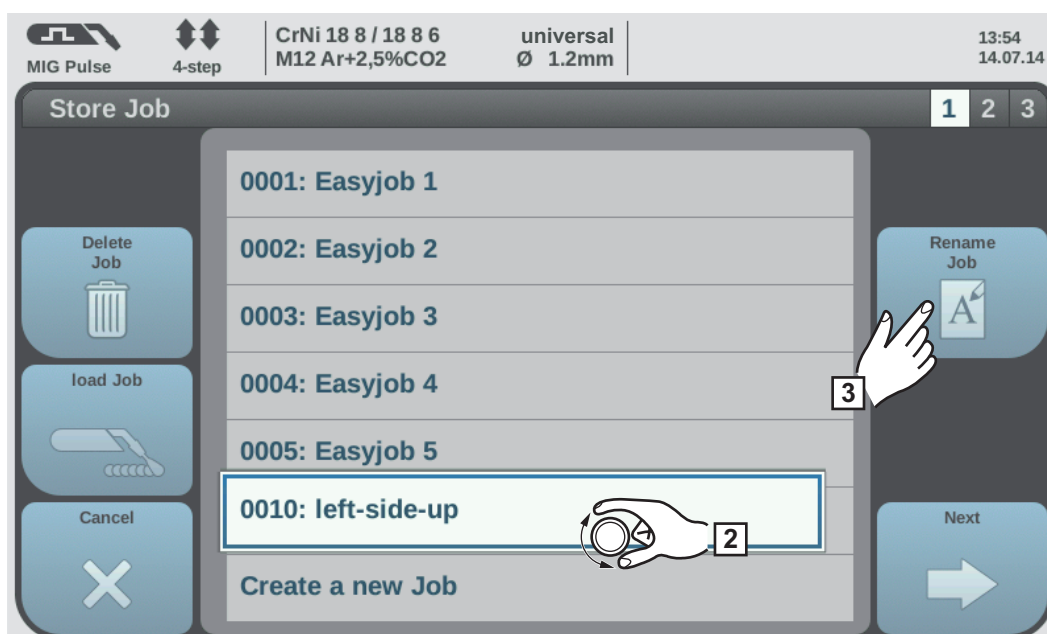 MIG Pulse
4-step
CrNi 18 8 / 18 8 6
M12 Ar+2,5%CO2
universal
Ø 1.2mm
13:54
14.07.14
Store Job
1 2 3
0001: Easyjob 1
0002: Easyjob 2
0003: Easyjob 3
0004: Easyjob 4
0005: Easyjob 5
0010: left-side-up
Create a new Job
Delete
Job
load Job
Cancel
Rename
Job
A
Next
2
3